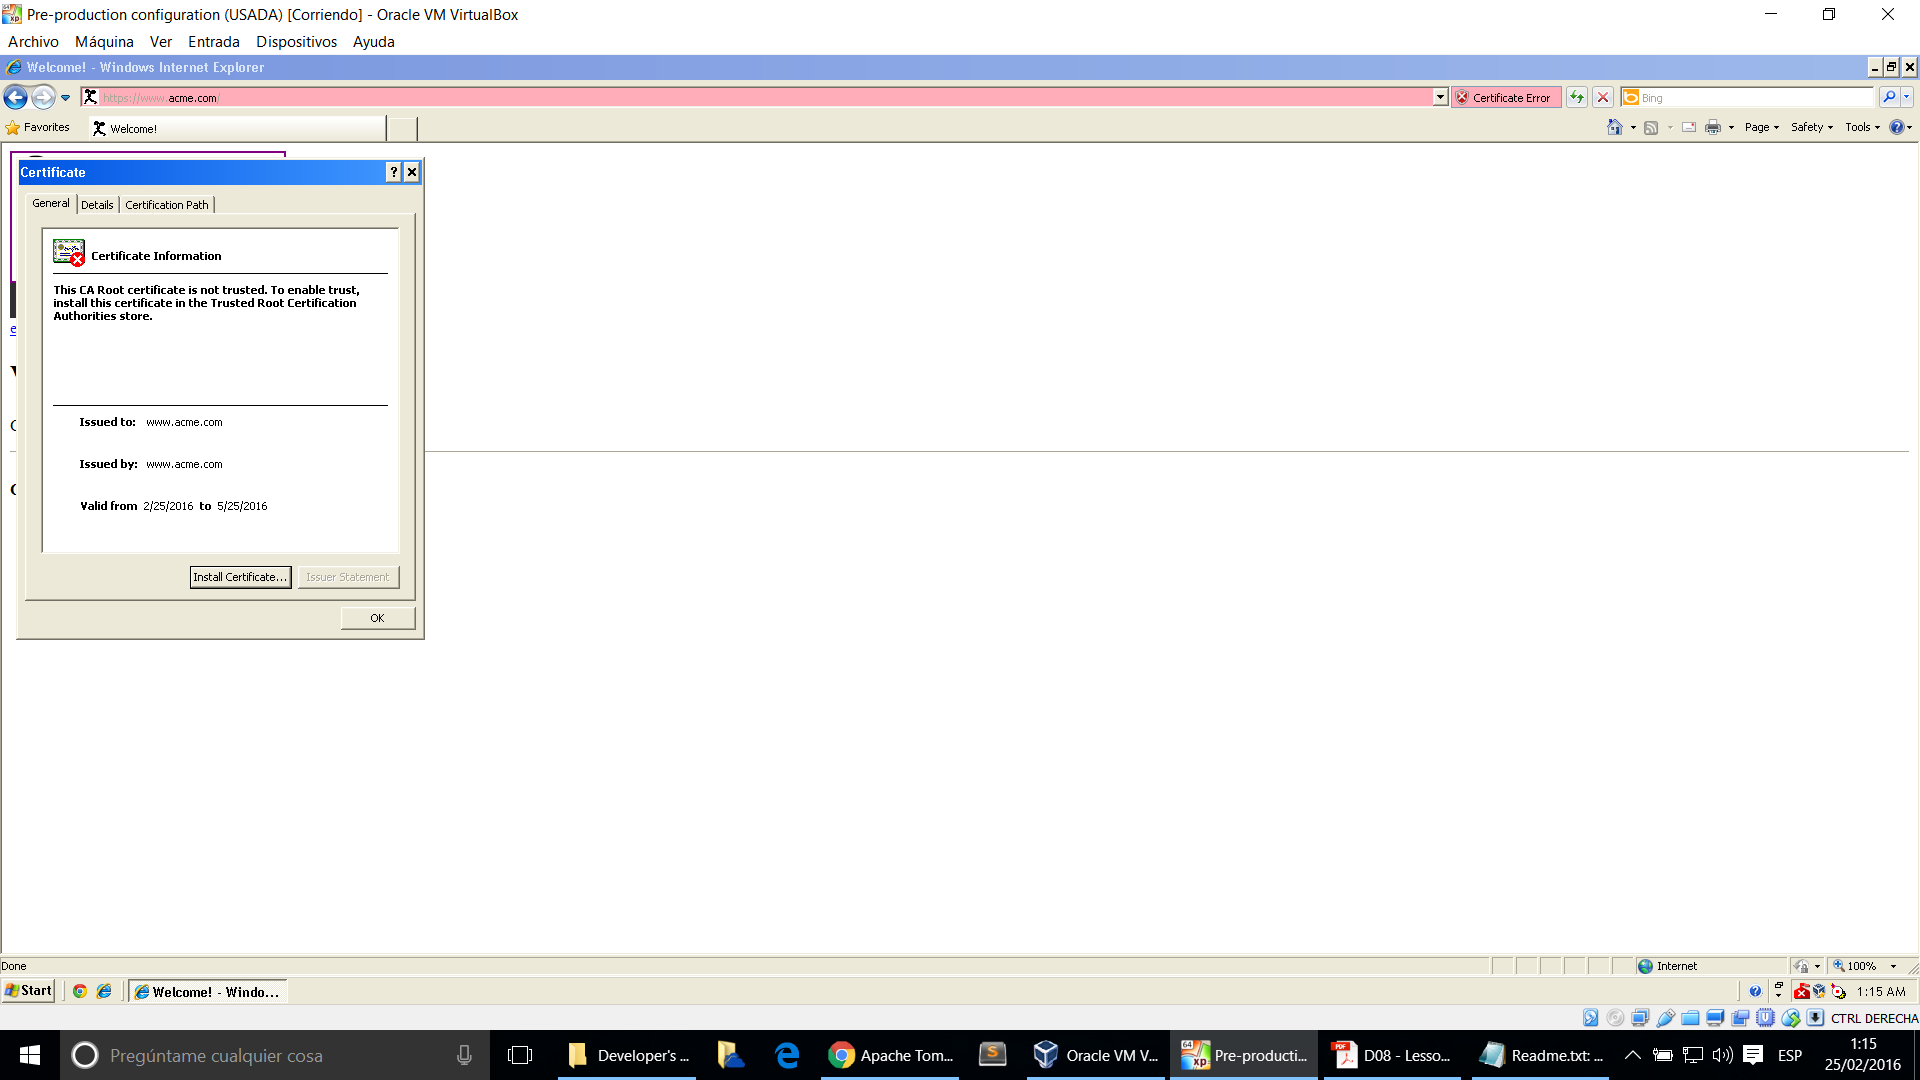 Pre-production configuration (USADA) [Corriendo] - Oracle VM VirtualBox
Archivo Máquina Ver Entrada Dispositivos Ayuda
Welcome! - Windows Internet Explorer
https://www.acme.com/
Certificate Error
Bing
Favorites
Welcome!
Page
Safety
Tools
Certificate
General
Details
Certification Path
Certificate Information
This CA Root certificate is not trusted. To enable trust,
install this certificate in the Trusted Root Certification
Authorities store.
Issued to: www.acme.com
Issued by: www.acme.com
Valid from 2/25/2016 to 5/25/2016
Install Certificate...
Issuer Statement
OK
Done
Internet
100%
Start
Welcome! - Windo...
1:15 AM
CTRL DERECHA
Pregúntame cualquier cosa
Developer's ...
Apache Tom...
Oracle VM V...
Pre-producti...
D08 - Lesso...
Readme.txt: ...
ESP
1:15
25/02/2016